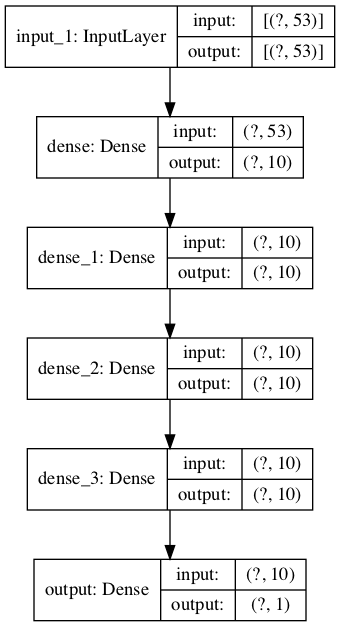 input_1: InputLayer
input: [(?, 53)]
output: [(?, 53)]
dense: Dense
input: (?, 53)
output: (?, 10)
dense_1: Dense
input: (?, 10)
output: (?, 10)
dense_2: Dense
input: (?, 10)
output: (?, 10)
dense_3: Dense
input: (?, 10)
output: (?, 10)
output: Dense
input: (?, 10)
output: (?, 1)